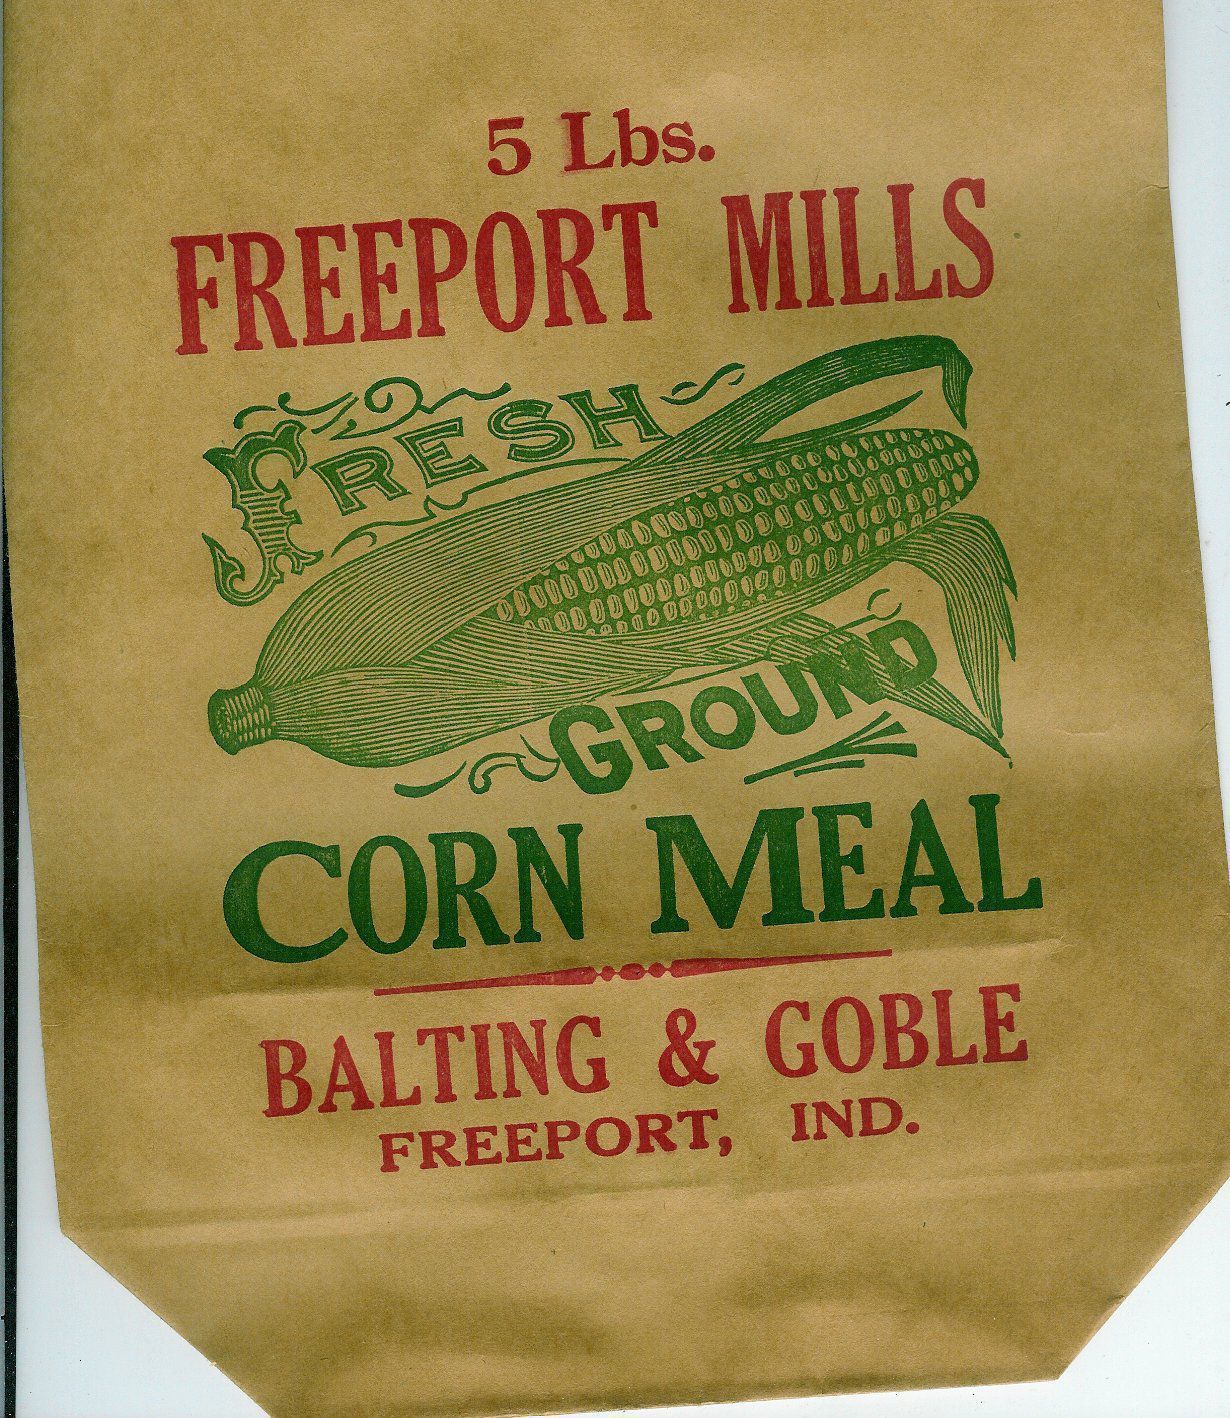 5 Lbs.
FREEPORT MILLS
FRESH
GROUND
CORN MEAL
BALTING & GOBLE
FREEPORT, IND.